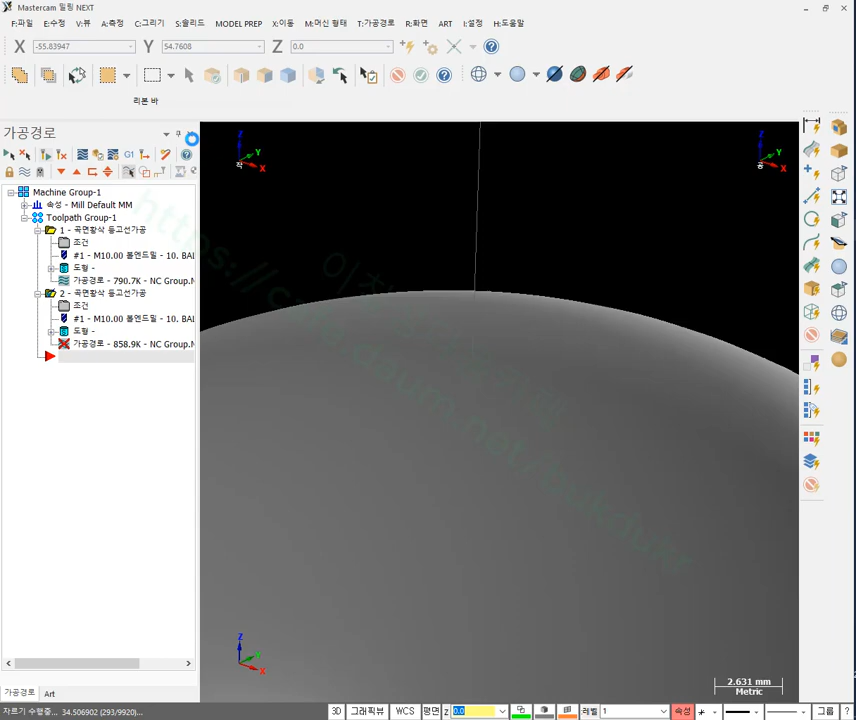 Mastercam 밀링 NEXT
F:파일 E:수정 V:뷰 A:측정 C:그리기 S:솔리드 MODEL PREP X:이동 M:머신 형태 T:가공경로 R:화면 ART I:설정 H:도움말
X -55.83947 Y 54.7608 Z 0.0
리본 바
가공경로
G1
Machine Group-1
속성 - Mill Default MM
Toolpath Group-1
1 - 곡면황삭 등고선가공
조건
#1 - M10.00 볼엔드밀 - 10. BAL
도형 -
가공경로 - 790.7K - NC Group.N
2 - 곡면황삭 등고선가공
조건
#1 - M10.00 볼엔드밀 - 10. BAL
도형 -
가공경로 - 858.9K - NC Group.N
Z Y X
Z Y X
Z Y X
2.631 mm
Metric
가공경로 Art
자르기 수행중... 34.506902 (293/9920)... 3D 그래픽뷰 WCS 평면 Z 0.0 레벨 1 속성 그룹 ?